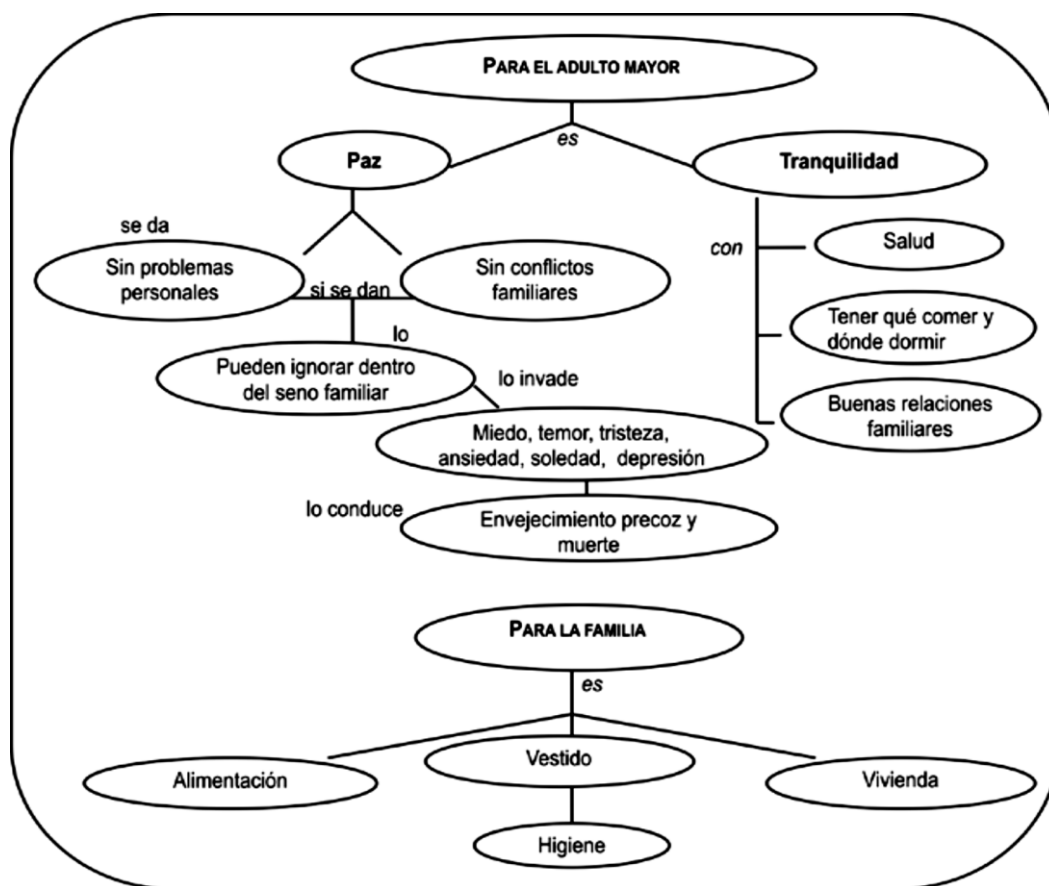 PARA EL ADULTO MAYOR
es
Paz
Tranquilidad
se da
con
Salud
Sin problemas
personales
Sin conflictos
familiares
si se dan
Tener qué comer y
dónde dormir
lo
Pueden ignorar dentro
del seno familiar
lo invade
Buenas relaciones
familiares
Miedo, temor, tristeza,
ansiedad, soledad, depresión
lo conduce
Envejecimiento precoz y
muerte
PARA LA FAMILIA
es
Alimentación
Vestido
Vivienda
Higiene